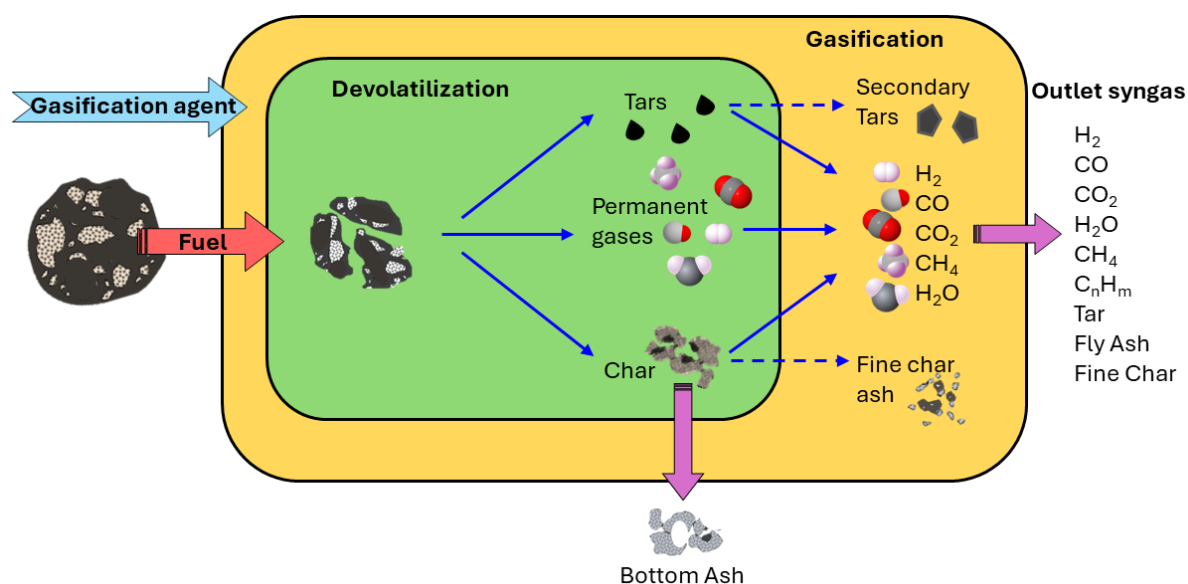 Gasification
Devolatilization
Gasification agent
Fuel
Tars
Permanent
gases
Char
Secondary
Tars
H₂
CO
CO₂
CH₄
H₂O
Fine char
ash
Outlet syngas
H₂
CO
CO₂
H₂O
CH₄
CₙHₘ
Tar
Fly Ash
Fine Char
Bottom Ash